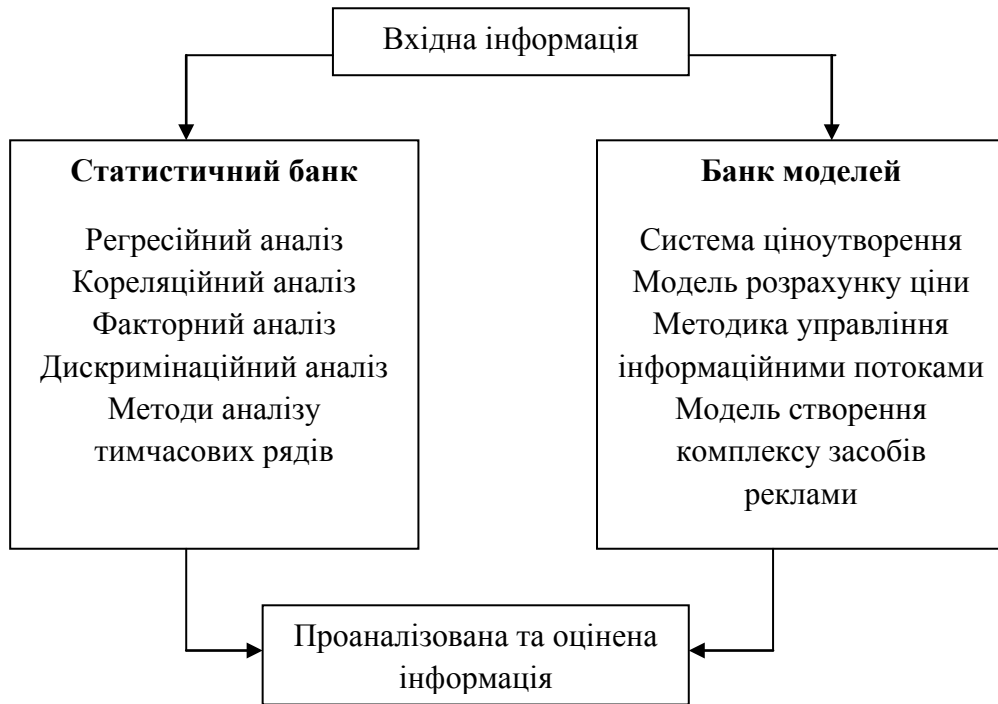 Вхідна інформація
Статистичний банк
Регресійний аналіз
Кореляційний аналіз
Факторний аналіз
Дискримінаційний аналіз
Методи аналізу
тимчасових рядів
Банк моделей
Система ціноутворення
Модель розрахунку ціни
Методика управління
інформаційними потоками
Модель створення
комплексу засобів
реклами
Проаналізована та оцінена
інформація